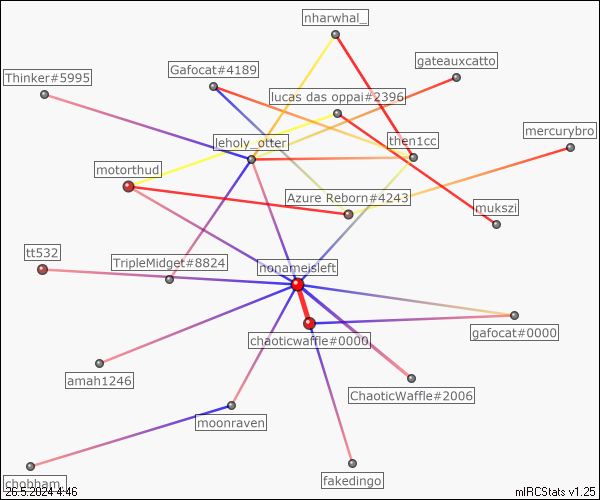 nharwhal_
gateauxcatto
Gafocat#4189
Thinker#5995
lucas das oppai#2396
mercurybro
leholy_otter
then1cc
motorthud
Azure Reborn#4243
mukszi
tt532
TripleMidget#8824
nonameisleft
gafocat#0000
chaoticwaffle#0000
amah1246
ChaoticWaffle#2006
moonraven
fakedingo
chobham_
26.5.2024 4:46
mIRCStats v1.25